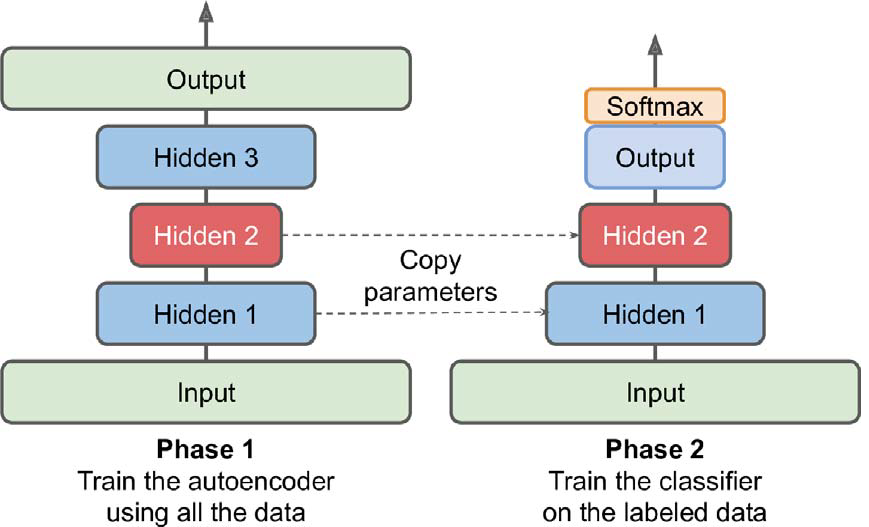 Output
Hidden 3
Hidden 2
Hidden 1
Input
Phase 1
Train the autoencoder
using all the data
Copy
parameters
Softmax
Output
Hidden 2
Hidden 1
Input
Phase 2
Train the classifier
on the labeled data